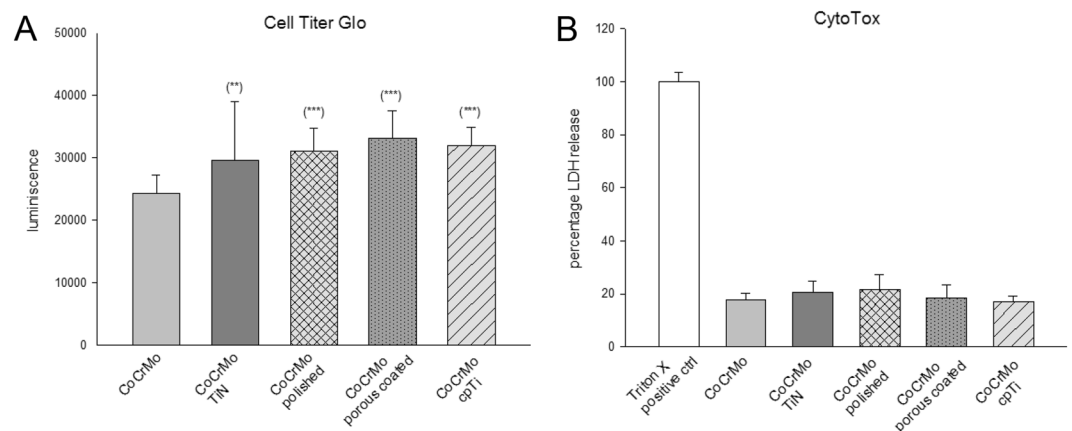 A
Cell Titer Glo
50000
40000
30000
20000
10000
0
luminiscence
(**)
(***)
(***)
(***)
CoCrMo
CoCrMo
TiN
CoCrMo
polished
CoCrMo
porous coated
CoCrMo
cpTi
B
CytoTox
120
100
80
60
40
20
0
percentage LDH release
Triton X
positive ctrl
CoCrMo
CoCrMo
TiN
CoCrMo
polished
CoCrMo
porous coated
CoCrMo
cpTi